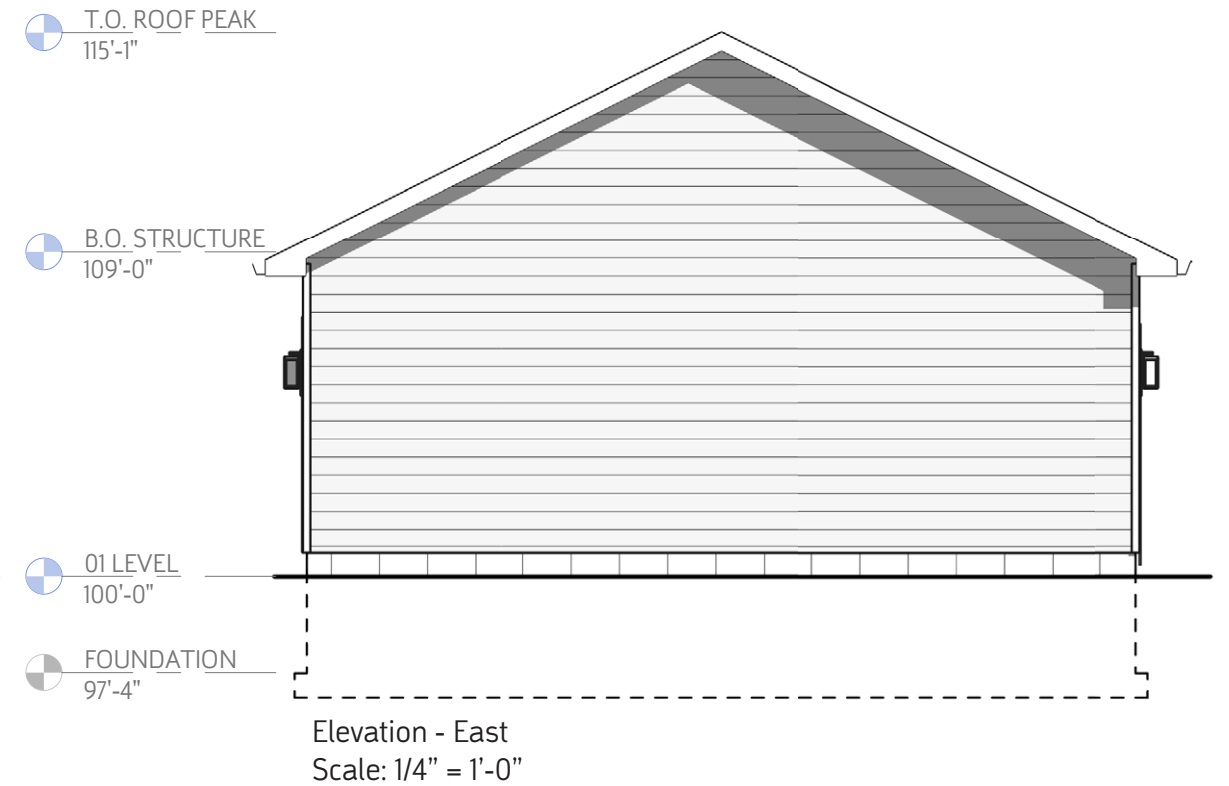 T.O. ROOF PEAK
115'-1"
B.O. STRUCTURE
109'-0"
01 LEVEL
100'-0"
FOUNDATION
97'-4"
Elevation - East
Scale: 1/4” = 1’-0”